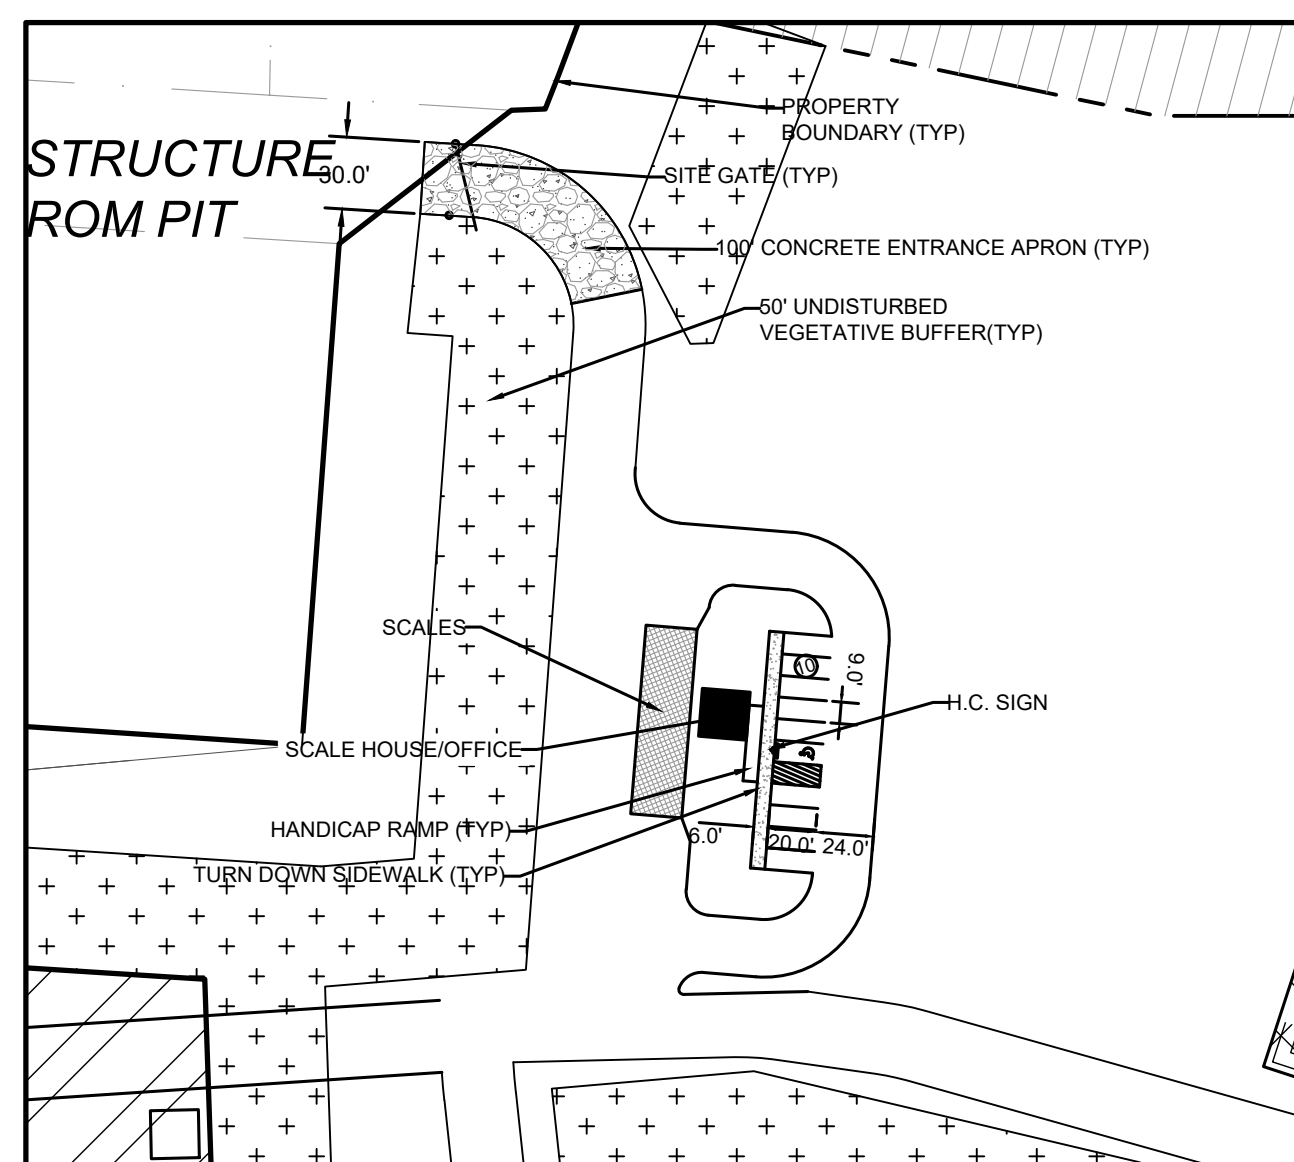 PROPERTY
BOUNDARY (TYP)
STRUCTURE
ROM PIT
30.0'
SITE GATE (TYP)
100' CONCRETE ENTRANCE APRON (TYP)
50' UNDISTURBED
VEGETATIVE BUFFER(TYP)
SCALES
10
9.0'
H.C. SIGN
SCALE HOUSE/OFFICE
HANDICAP RAMP (TYP)
6.0'
20.0'
24.0'
TURN DOWN SIDEWALK (TYP)